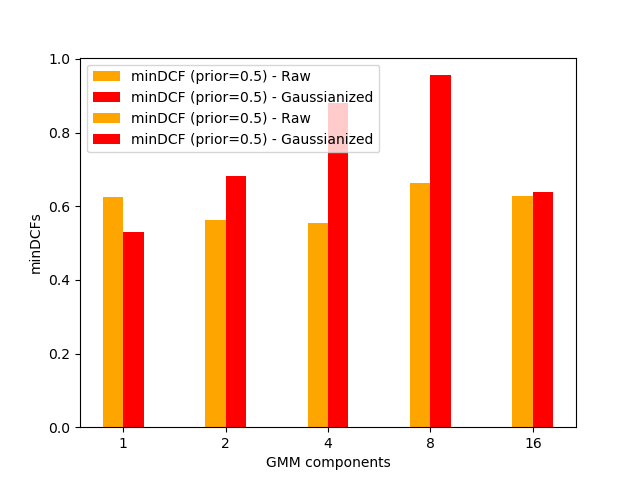 minDCF (prior=0.5) - Raw
minDCF (prior=0.5) - Gaussianized
minDCF (prior=0.5) - Raw
minDCF (prior=0.5) - Gaussianized
1.0
0.8
0.6
0.4
0.2
0.0
minDCFs
1 2 4 8 16
GMM components